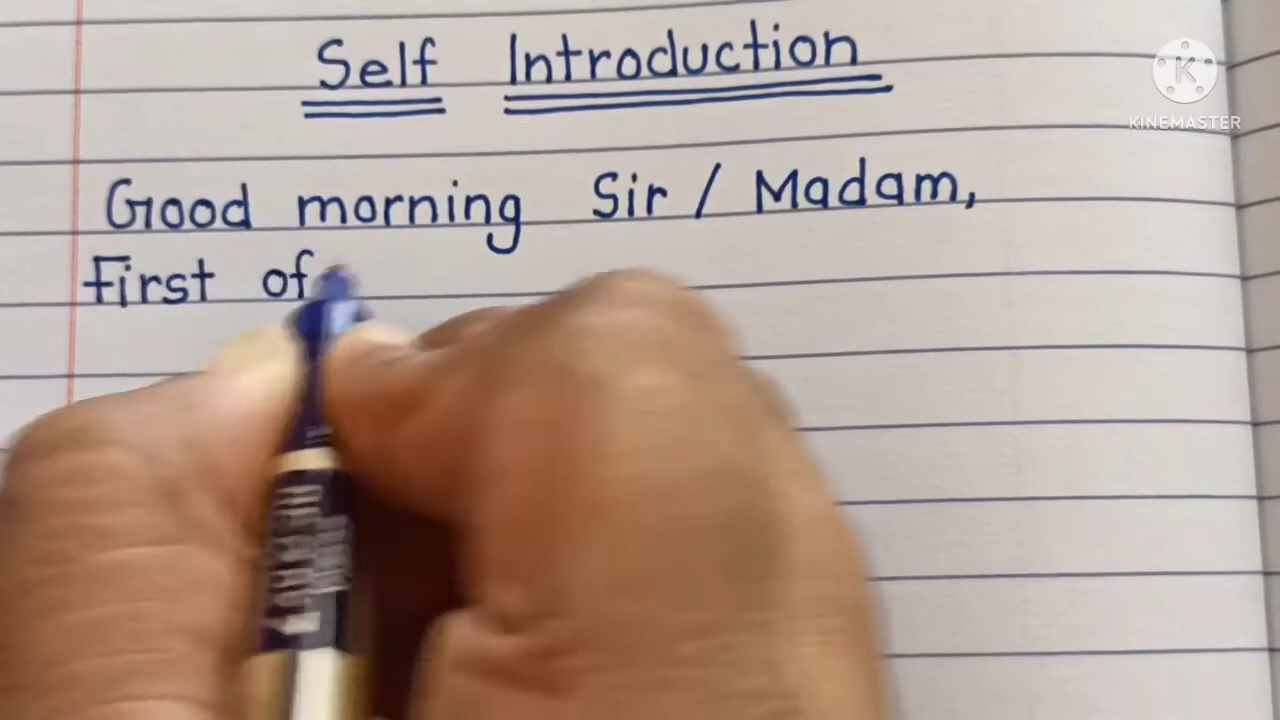 Self Introduction
KINEMASTER
Good morning Sir / Madam,
First of